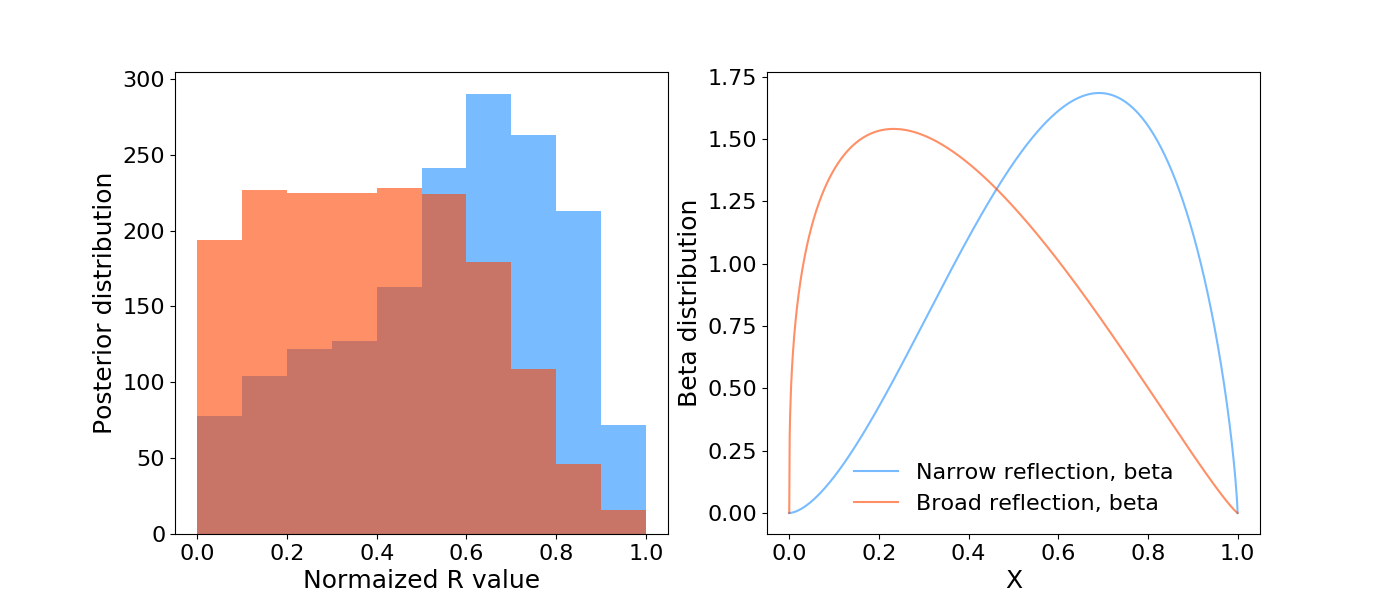 300
250
200
150
100
50
0
Posterior distribution
0.0 0.2 0.4 0.6 0.8 1.0
Normaized R value
1.75
1.50
1.25
1.00
0.75
0.50
0.25
0.00
Beta distribution
Narrow reflection, beta
Broad reflection, beta
0.0 0.2 0.4 0.6 0.8 1.0
X